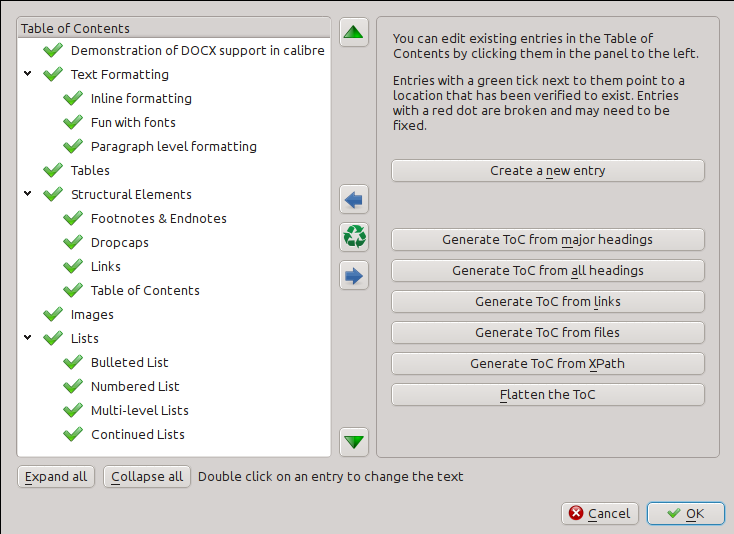 Table of Contents
Demonstration of DOCX support in calibre
Text Formatting
Inline formatting
Fun with fonts
Paragraph level formatting
Tables
Structural Elements
Footnotes & Endnotes
Dropcaps
Links
Table of Contents
Images
Lists
Bulleted List
Numbered List
Multi-level Lists
Continued Lists
You can edit existing entries in the Table of
Contents by clicking them in the panel to the left.
Entries with a green tick next to them point to a
location that has been verified to exist. Entries
with a red dot are broken and may need to be
fixed.
Create a new entry
Generate ToC from major headings
Generate ToC from all headings
Generate ToC from links
Generate ToC from files
Generate ToC from XPath
Flatten the ToC
Expand all
Collapse all
Double click on an entry to change the text
Cancel
OK